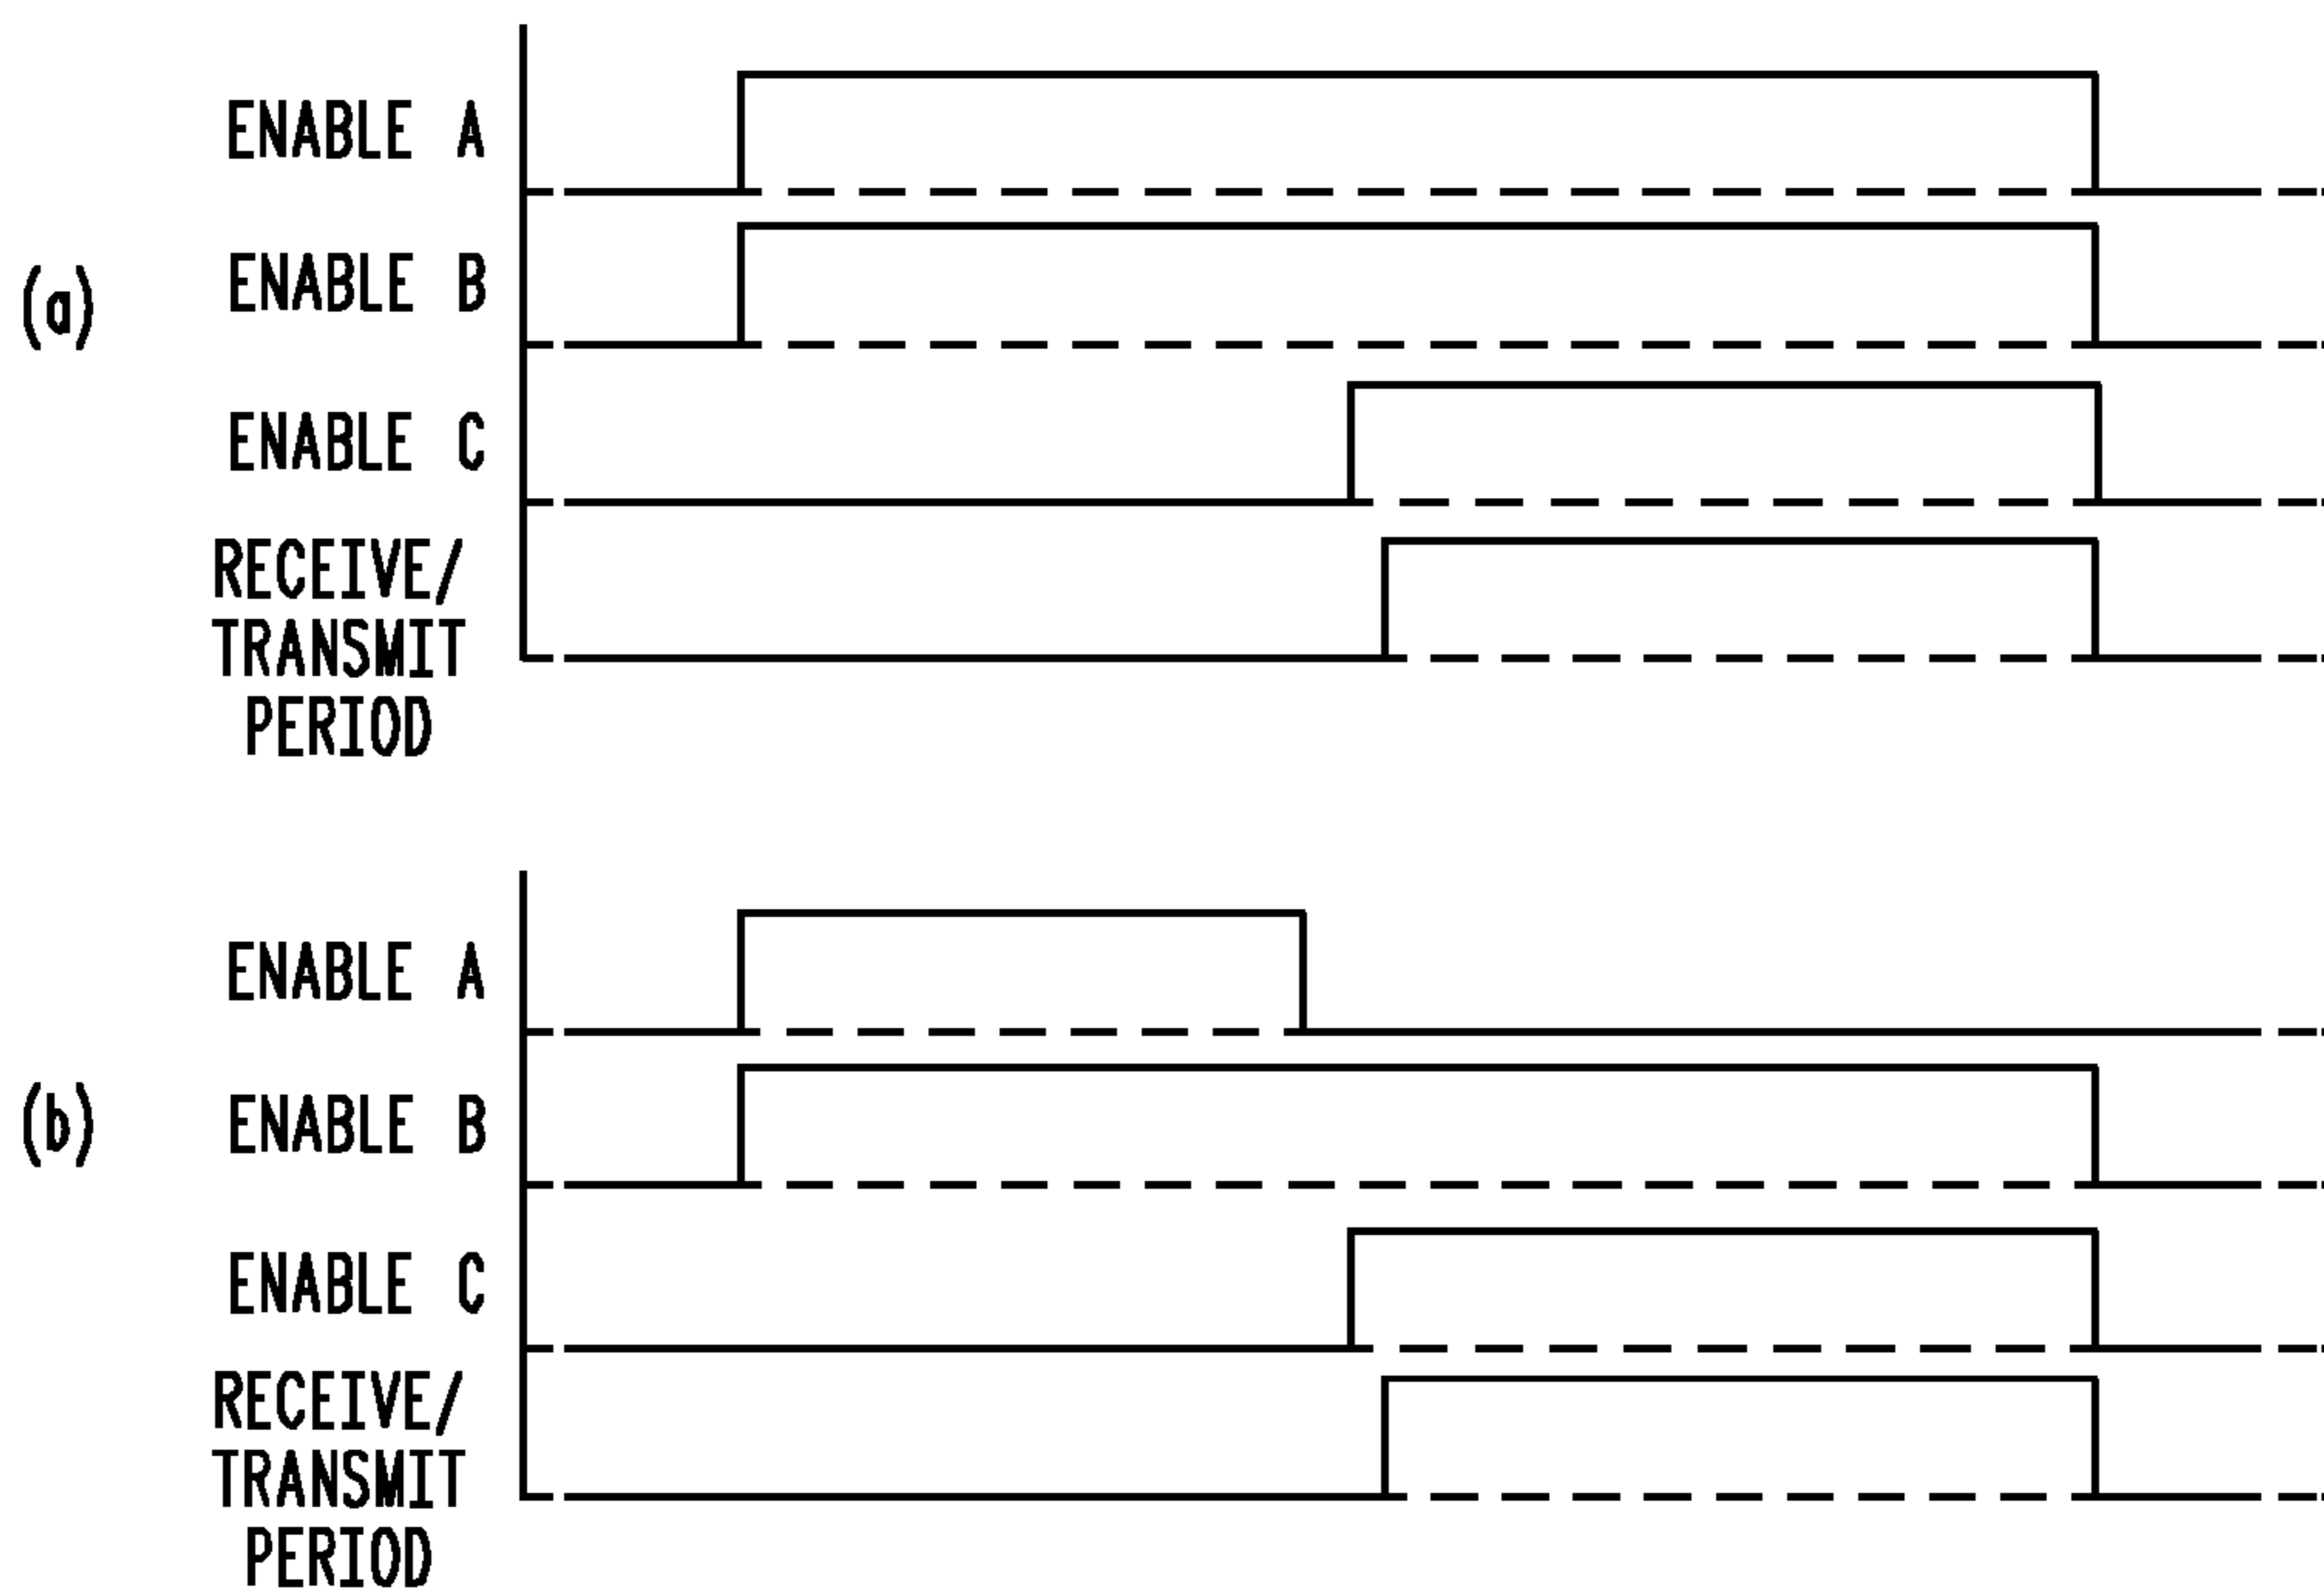 (a)
ENABLE A
ENABLE B
ENABLE C
RECEIVE/
TRANSMIT
PERIOD
(b)
ENABLE A
ENABLE B
ENABLE C
RECEIVE/
TRANSMIT
PERIOD